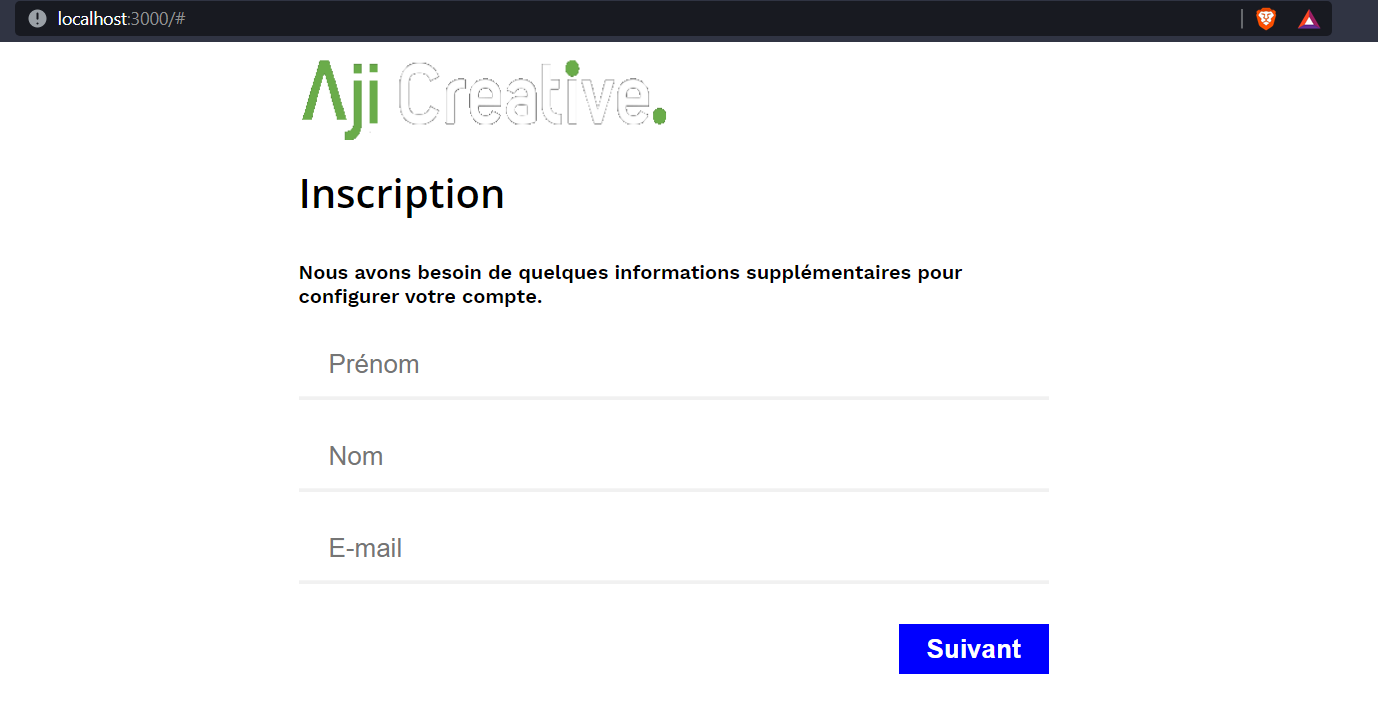 localhost:3000/#
Aji Creative.
Inscription
Nous avons besoin de quelques informations supplémentaires pour
configurer votre compte.
Prénom
Nom
E-mail
Suivant